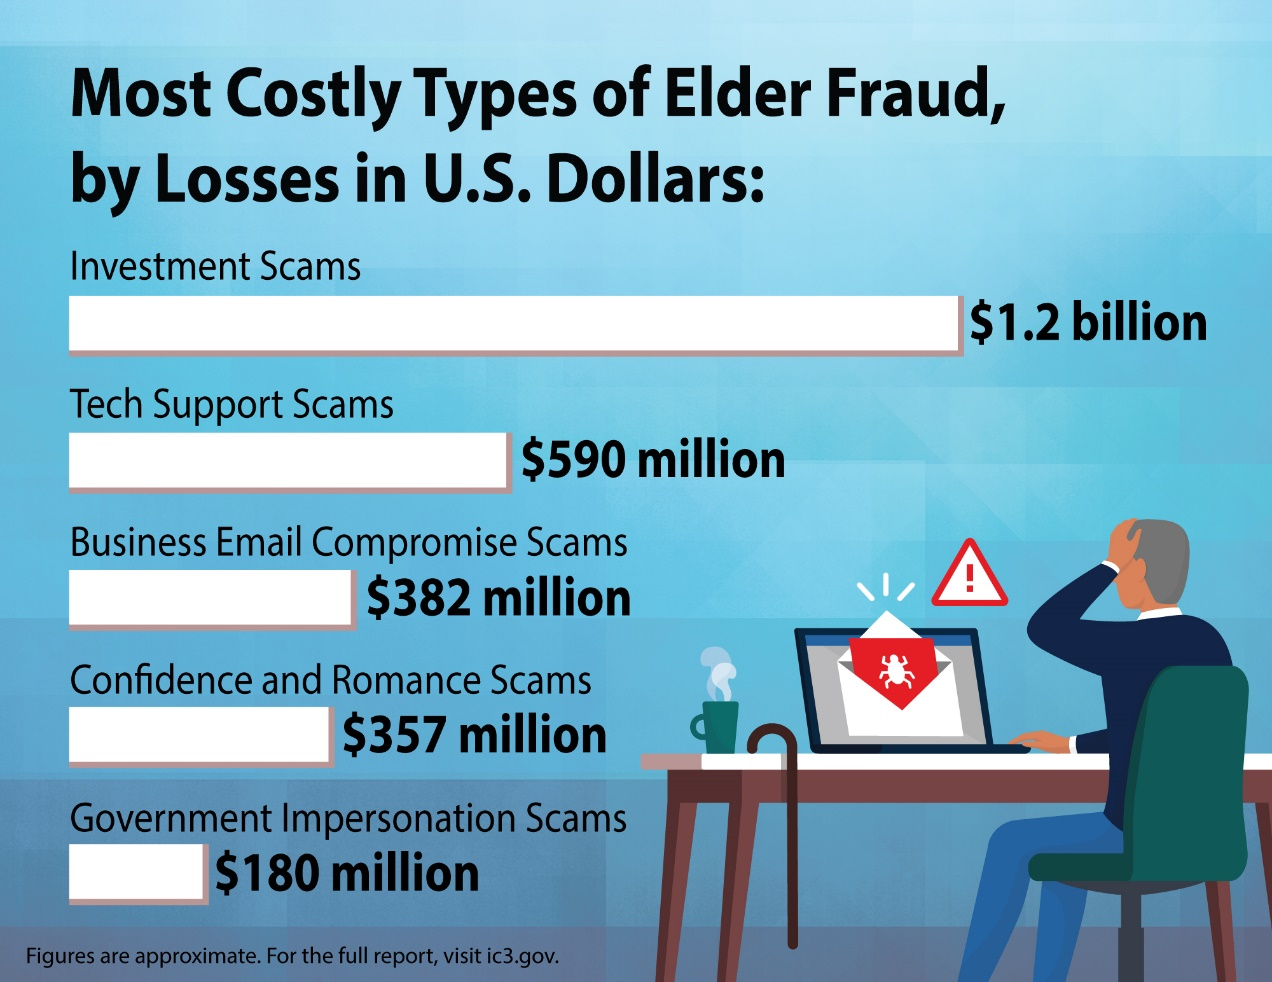 Most Costly Types of Elder Fraud,
by Losses in U.S. Dollars:
Investment Scams
$1.2 billion
Tech Support Scams
$590 million
Business Email Compromise Scams
$382 million
Confidence and Romance Scams
$357 million
Government Impersonation Scams
$180 million
Figures are approximate. For the full report, visit ic3.gov.